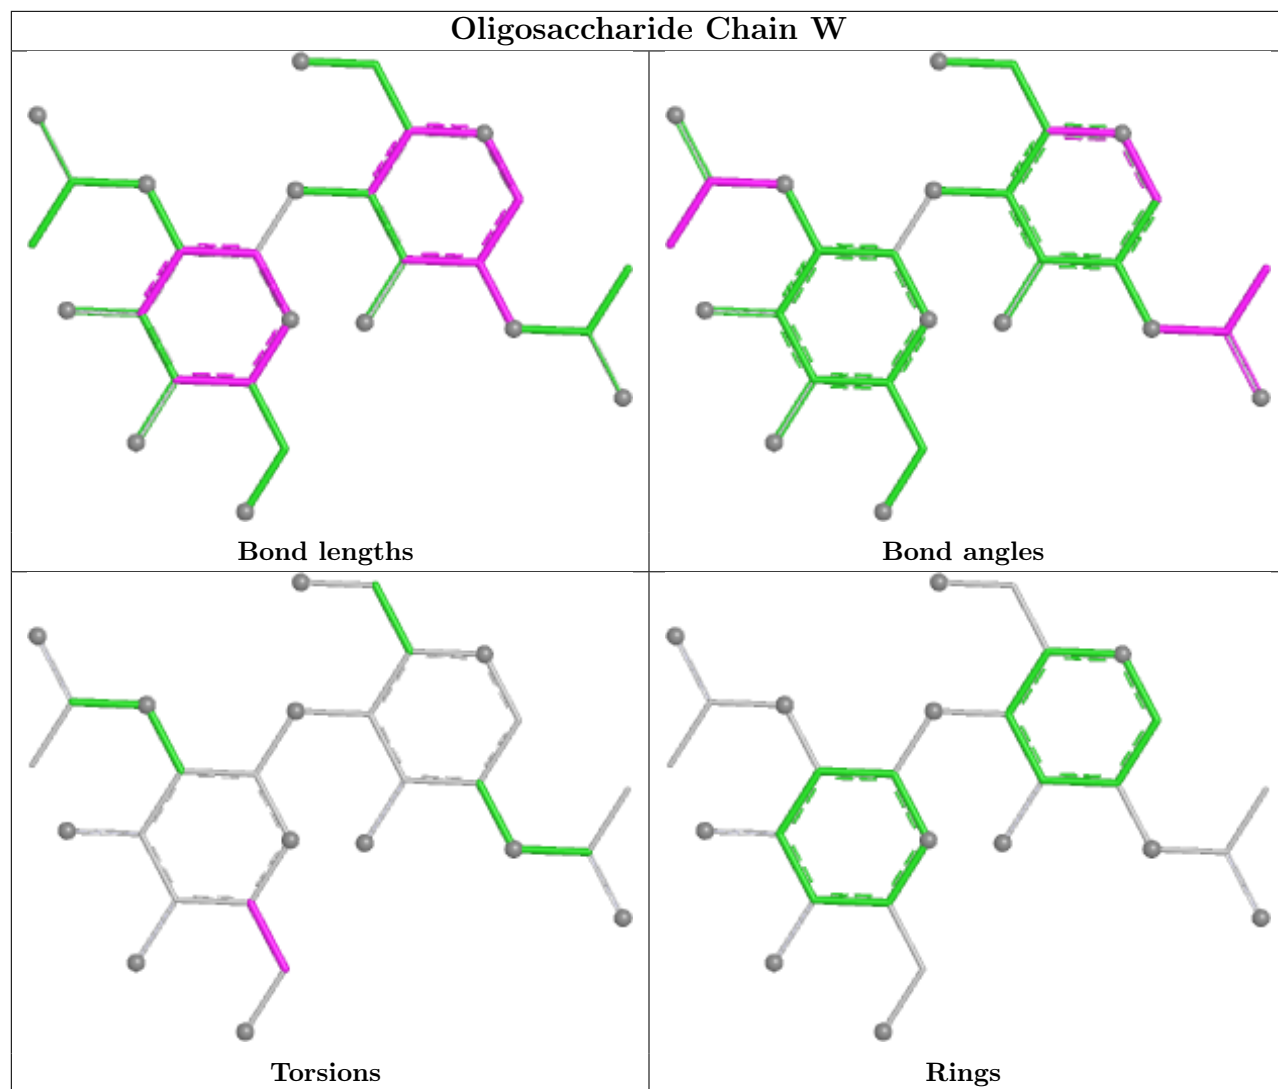 Oligosaccharide Chain W
Bond lengths
Bond angles
Torsions
Rings